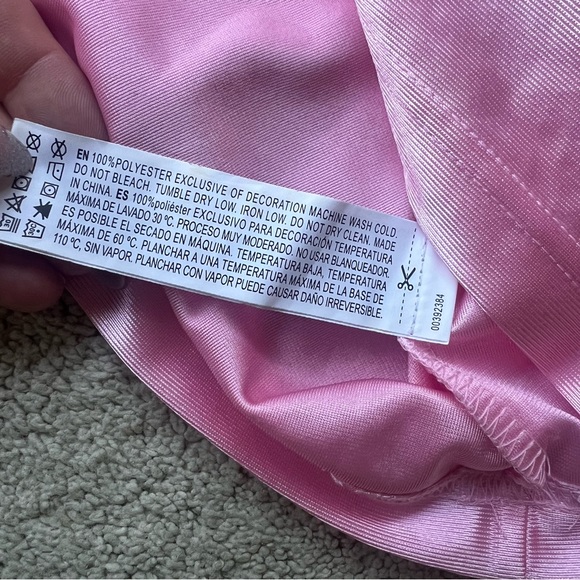 EN 100%POLYESTER EXCLUSIVE OF DECORATION MACHINE WASH COLD
DO NOT BLEACH. TUMBLE DRY LOW. IRON LOW. DO NOT DRY CLEAN. MADE
IN CHINA. ES 100%poliéster EXCLUSIVO PARA DECORACIÓN TEMPERATURA
MÁXIMA DE LAVADO 30 ºC. PROCESO MUY MODERADO. NO USAR BLANQUEADOR.
ES POSIBLE EL SECADO EN MÁQUINA. TEMPERATURA BAJA, TEMPERATURA
MÁXIMA DE 60 ºC. PLANCHAR A UNA TEMPERATURA MÁXIMA DE LA BASE DE
110 ºC, SIN VAPOR. PLANCHAR CON VAPOR PUEDE CAUSAR DAÑO IRREVERSIBLE.
00392384